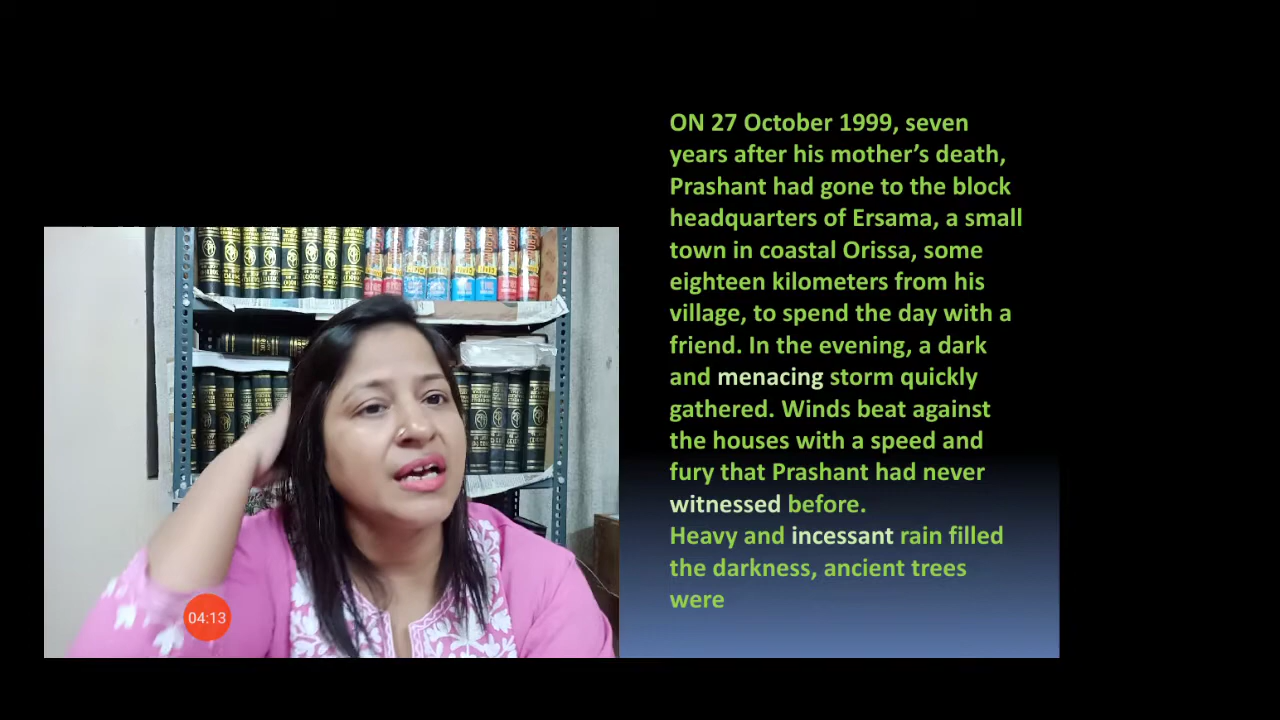 ON 27 October 1999, seven
years after his mother’s death,
Prashant had gone to the block
headquarters of Ersama, a small
town in coastal Orissa, some
eighteen kilometers from his
village, to spend the day with a
friend. In the evening, a dark
and menacing storm quickly
gathered. Winds beat against
the houses with a speed and
fury that Prashant had never
witnessed before.
Heavy and incessant rain filled
the darkness, ancient trees
were
04:13